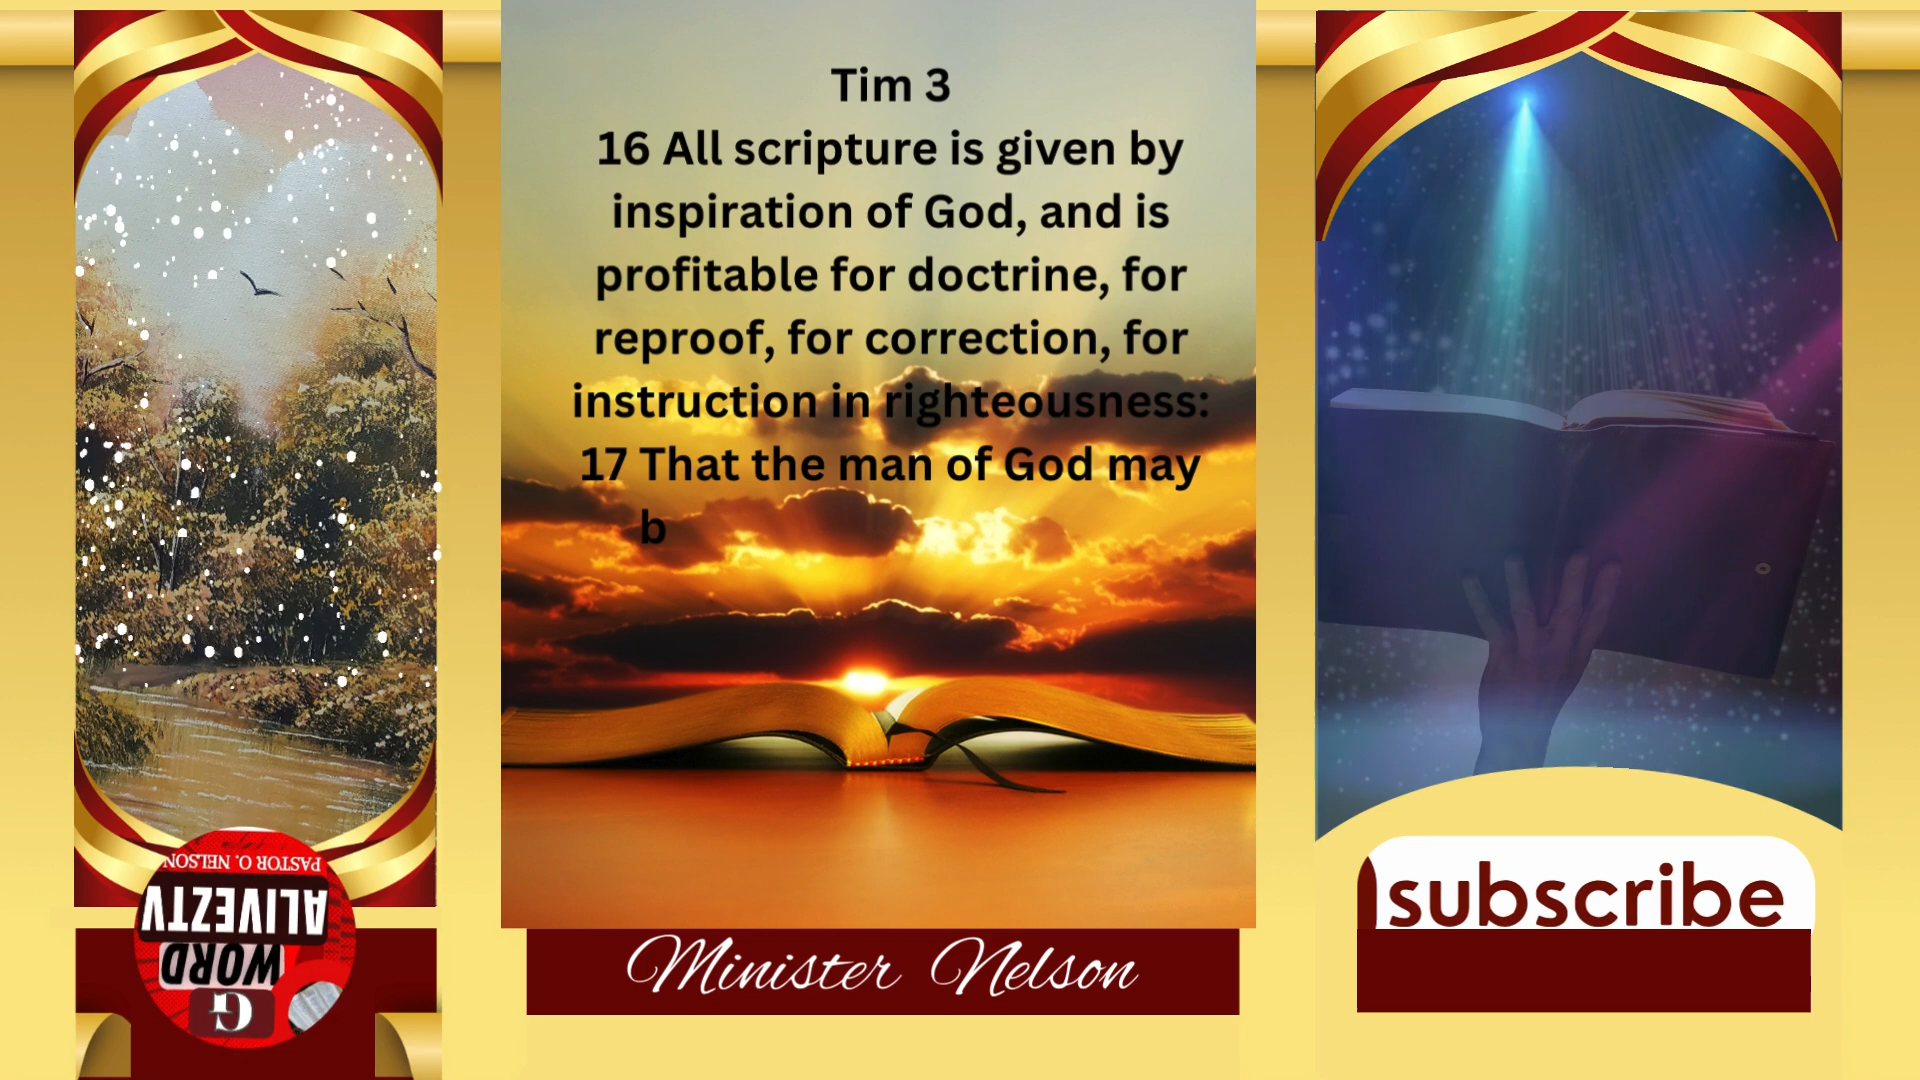 Tim 3
16 All scripture is given by
inspiration of God, and is
profitable for doctrine, for
reproof, for correction, for
instruction in righteousness:
17 That the man of God may
b
Minister Nelson
subscribe
G
WORD
ALIVEZTV
PASTOR O. NELSON